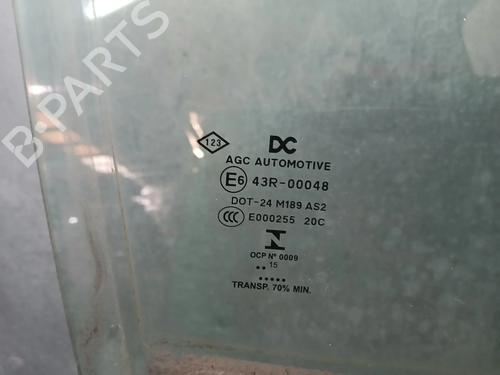 B-PARTS
123 DC
AGC AUTOMOTIVE
E6 43R-00048
DOT-24 M189 AS2
CCC E000255 20C
N
OCP Nº 0009
.. 15
.....
TRANSP. 70% MIN.